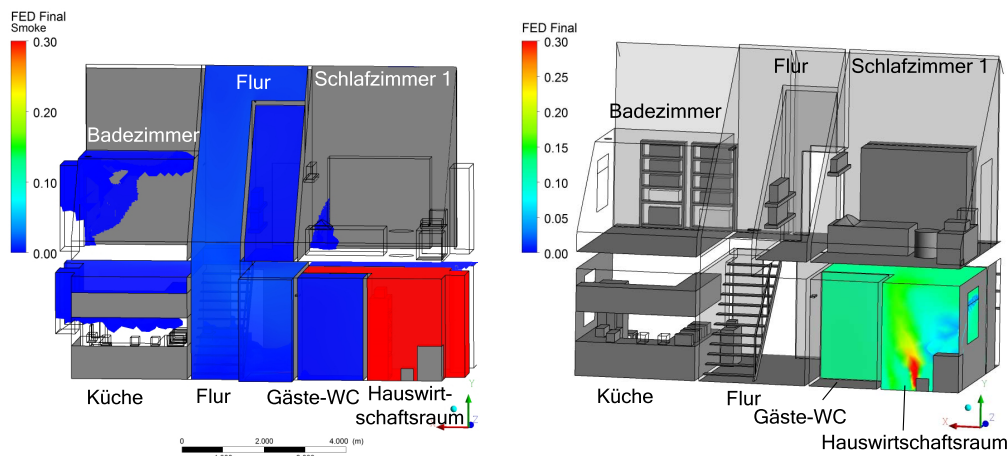 FED Final
Smoke
0.30
0.20
0.10
0.00
Flur
Schlafzimmer 1
Badezimmer
Küche
Flur
Gäste-WC
Hauswirt-
schaftsraum
Y
Z
0
2.000
4.000
(m)
FED Final
0.30
0.25
0.20
0.15
0.10
0.05
0.00
Flur
Schlafzimmer 1
Badezimmer
Küche
Flur
Gäste-WC
Hauswirtschaftsraum
Y
X
Z